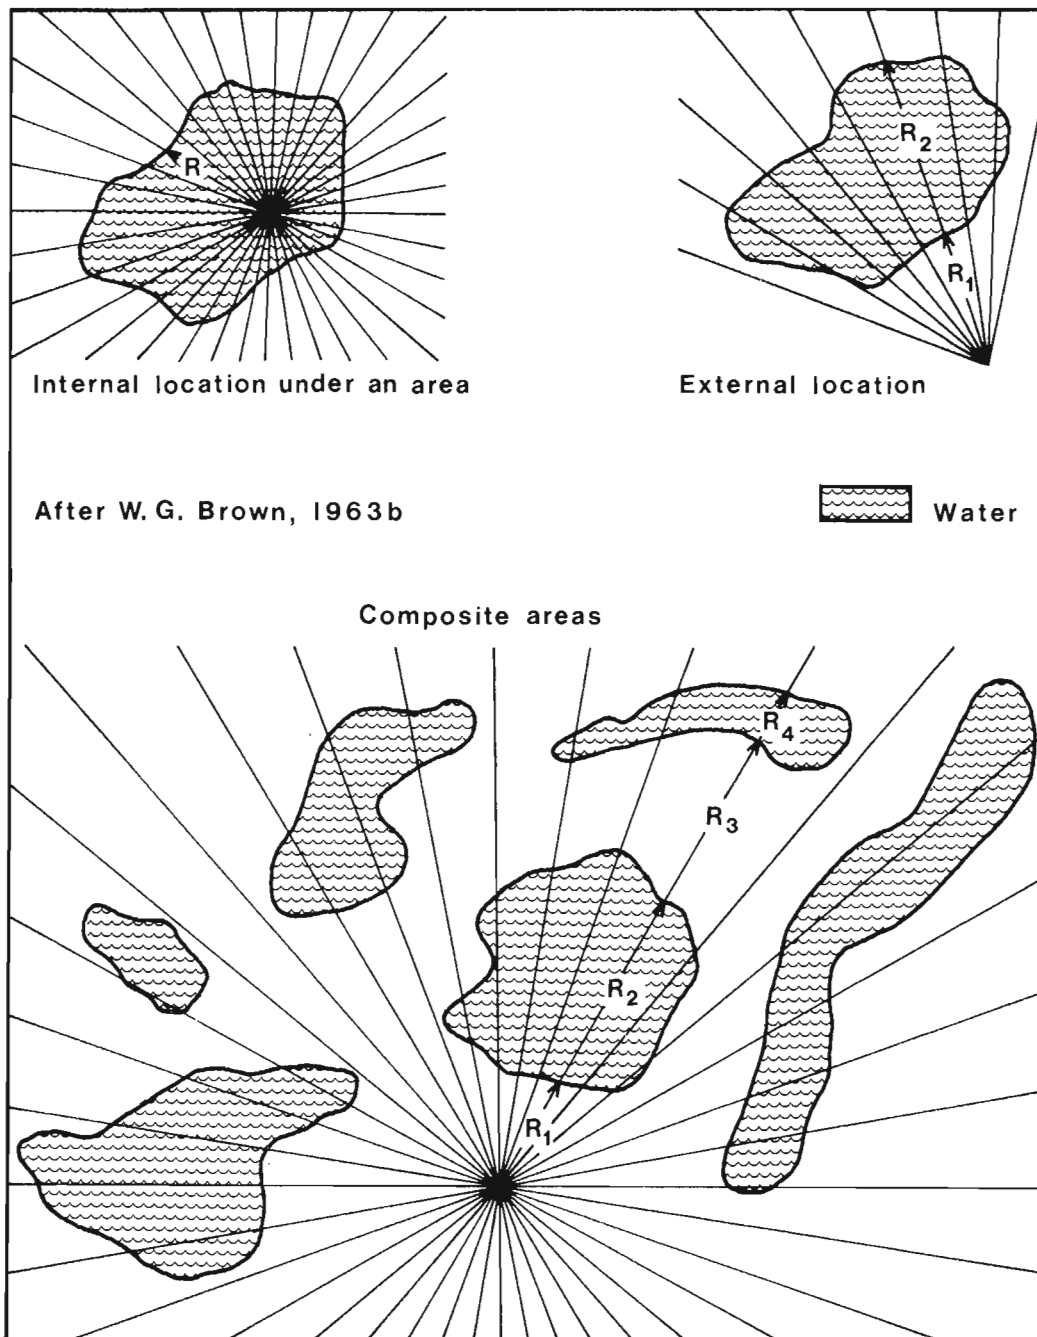 R
R2
R1
Internal location under an area
External location
After W. G. Brown, 1963b
Water
Composite areas
R4
R3
R2
R1